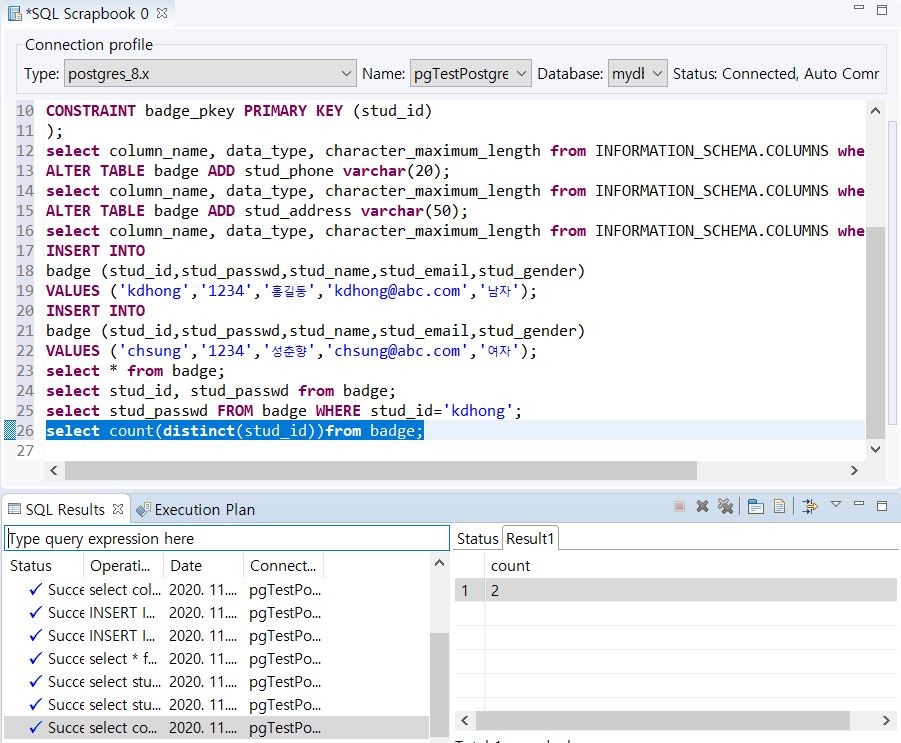 *SQL Scrapbook 0
Connection profile
Type: postgres_8.x Name: pgTestPostgre Database: mydl Status: Connected, Auto Comr
10 CONSTRAINT badge_pkey PRIMARY KEY (stud_id)
11 );
12 select column_name, data_type, character_maximum_length from INFORMATION_SCHEMA.COLUMNS whe
13 ALTER TABLE badge ADD stud_phone varchar(20);
14 select column_name, data_type, character_maximum_length from INFORMATION_SCHEMA.COLUMNS whe
15 ALTER TABLE badge ADD stud_address varchar(50);
16 select column_name, data_type, character_maximum_length from INFORMATION_SCHEMA.COLUMNS whe
17 INSERT INTO
18 badge (stud_id,stud_passwd,stud_name,stud_email,stud_gender)
19 VALUES ('kdhong','1234','홍길동','kdhong@abc.com','남자');
20 INSERT INTO
21 badge (stud_id,stud_passwd,stud_name,stud_email,stud_gender)
22 VALUES ('chsung','1234','성춘향','chsung@abc.com','여자');
23 select * from badge;
24 select stud_id, stud_passwd from badge;
25 select stud_passwd FROM badge WHERE stud_id='kdhong';
26 select count(distinct(stud_id))from badge;
27
SQL Results Execution Plan
Type query expression here
Status Operati... Date Connect...
Succe select col... 2020. 11.... pgTestPo...
Succe INSERT I... 2020. 11.... pgTestPo...
Succe INSERT I... 2020. 11.... pgTestPo...
Succe select * f... 2020. 11.... pgTestPo...
Succe select stu... 2020. 11.... pgTestPo...
Succe select stu... 2020. 11.... pgTestPo...
Succe select co... 2020. 11.... pgTestPo...
Status Result1
count
1 2